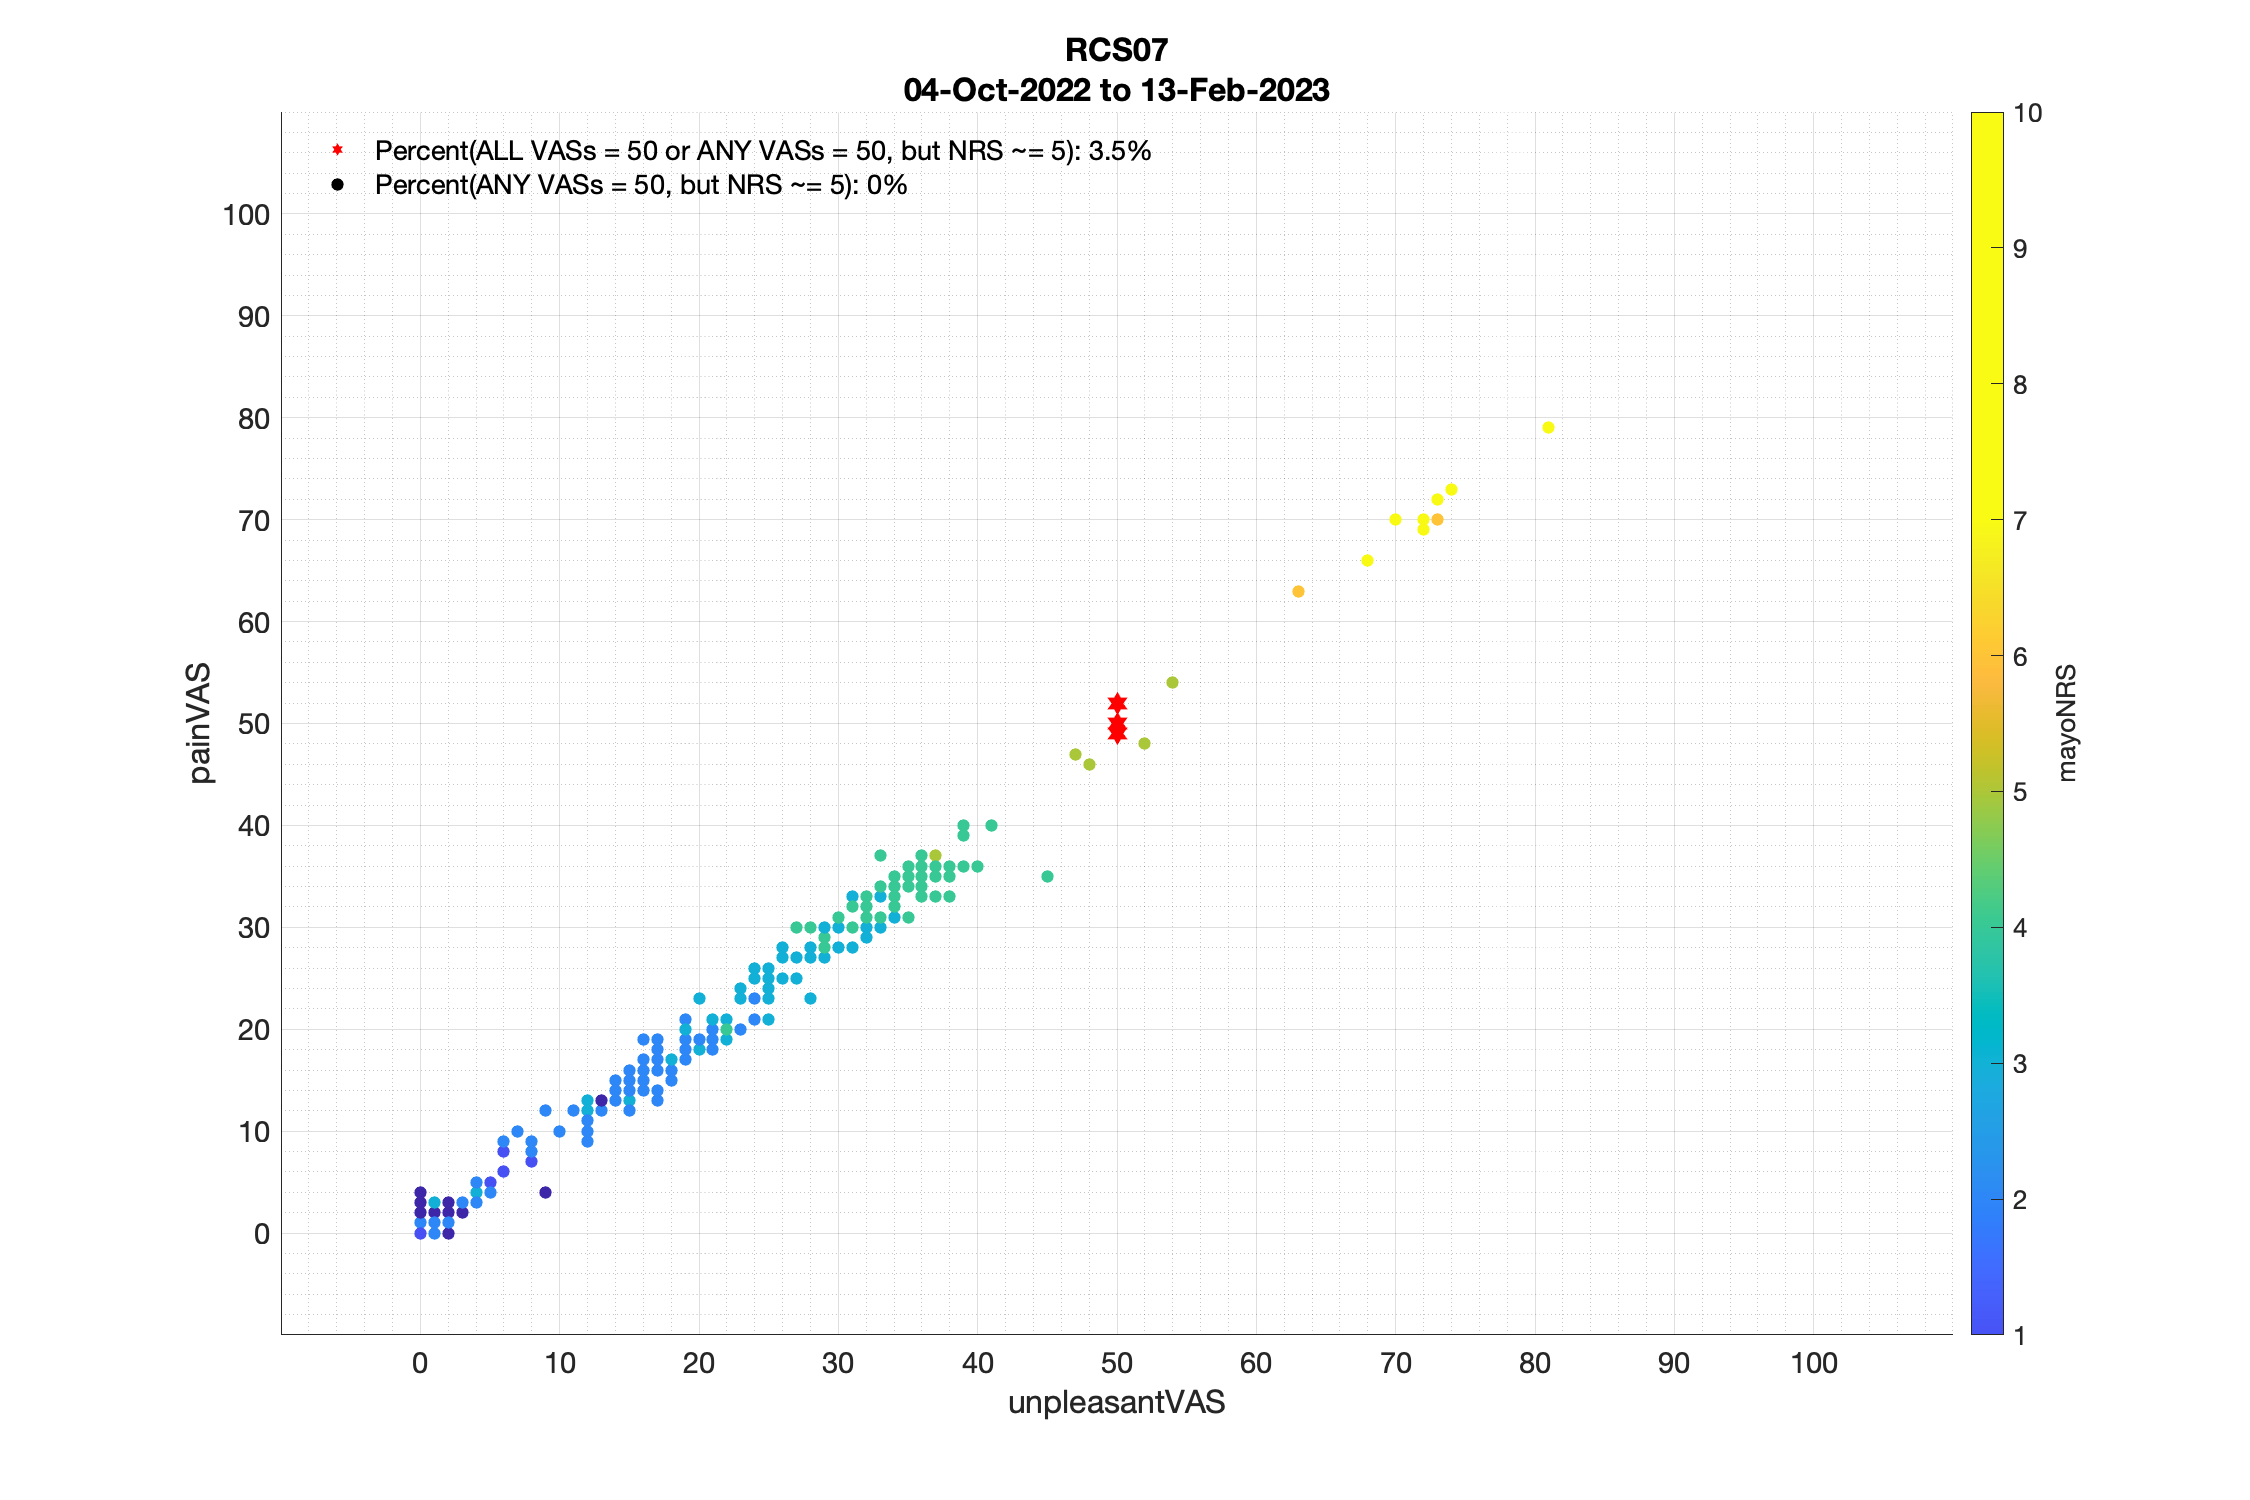 RCS07
04-Oct-2022 to 13-Feb-2023
Percent(ALL VASs = 50 or ANY VASs = 50, but NRS ~= 5): 3.5%
Percent(ANY VASs = 50, but NRS ~= 5): 0%
100
90
80
70
60
50
40
30
20
10
0
painVAS
0 10 20 30 40 50 60 70 80 90 100
unpleasantVAS
10
9
8
7
6
5
4
3
2
1
mayoNRS